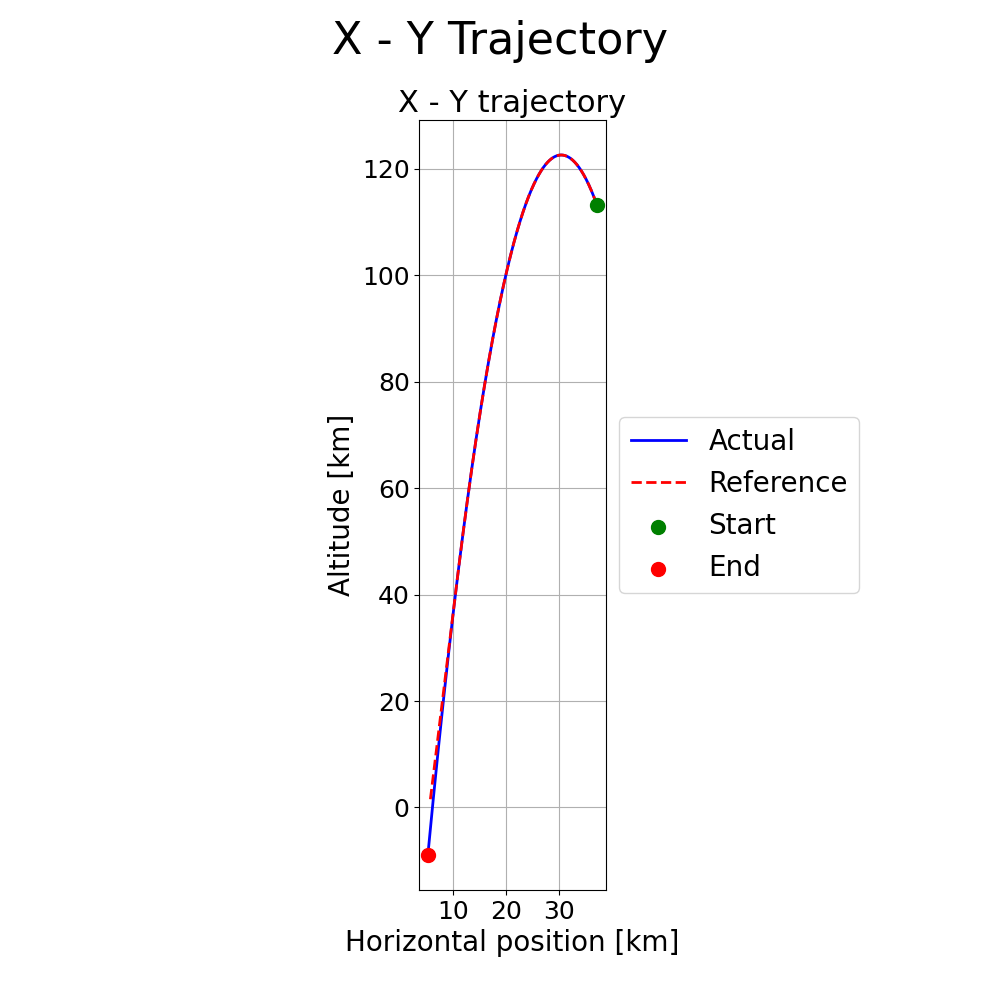 X - Y Trajectory
X - Y trajectory
120
100
80
60
40
20
0
Altitude [km]
10 20 30
Horizontal position [km]
Actual
Reference
Start
End